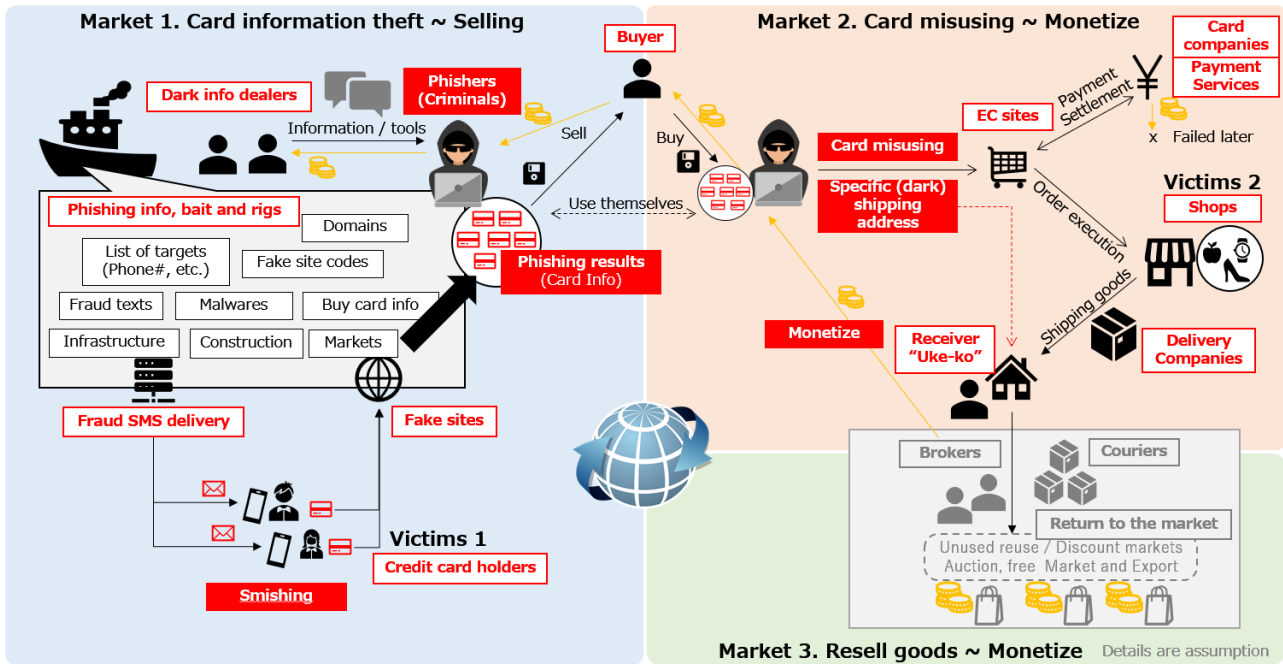 Market 1. Card information theft ~ Selling
Dark info dealers
Phishers
(Criminals)
Information / tools
Sell
Phishing info, bait and rigs
Domains
List of targets
(Phone#, etc.)
Fake site codes
Fraud texts
Malwares
Buy card info
Infrastructure
Construction
Markets
Phishing results
(Card Info)
Use themselves
Fraud SMS delivery
Fake sites
Victims 1
Credit card holders
Smishing
Buyer
Buy
Market 2. Card misusing ~ Monetize
Card
companies
Payment
Services
¥
Payment
Settlement
x Failed later
EC sites
Card misusing
Specific (dark)
shipping
address
Order execution
Victims 2
Shops
Shipping goods
Delivery
Companies
Monetize
Receiver
“Uke-ko”
Brokers
Couriers
Return to the market
Unused reuse / Discount markets
Auction, free Market and Export
Market 3. Resell goods ~ Monetize
Details are assumption